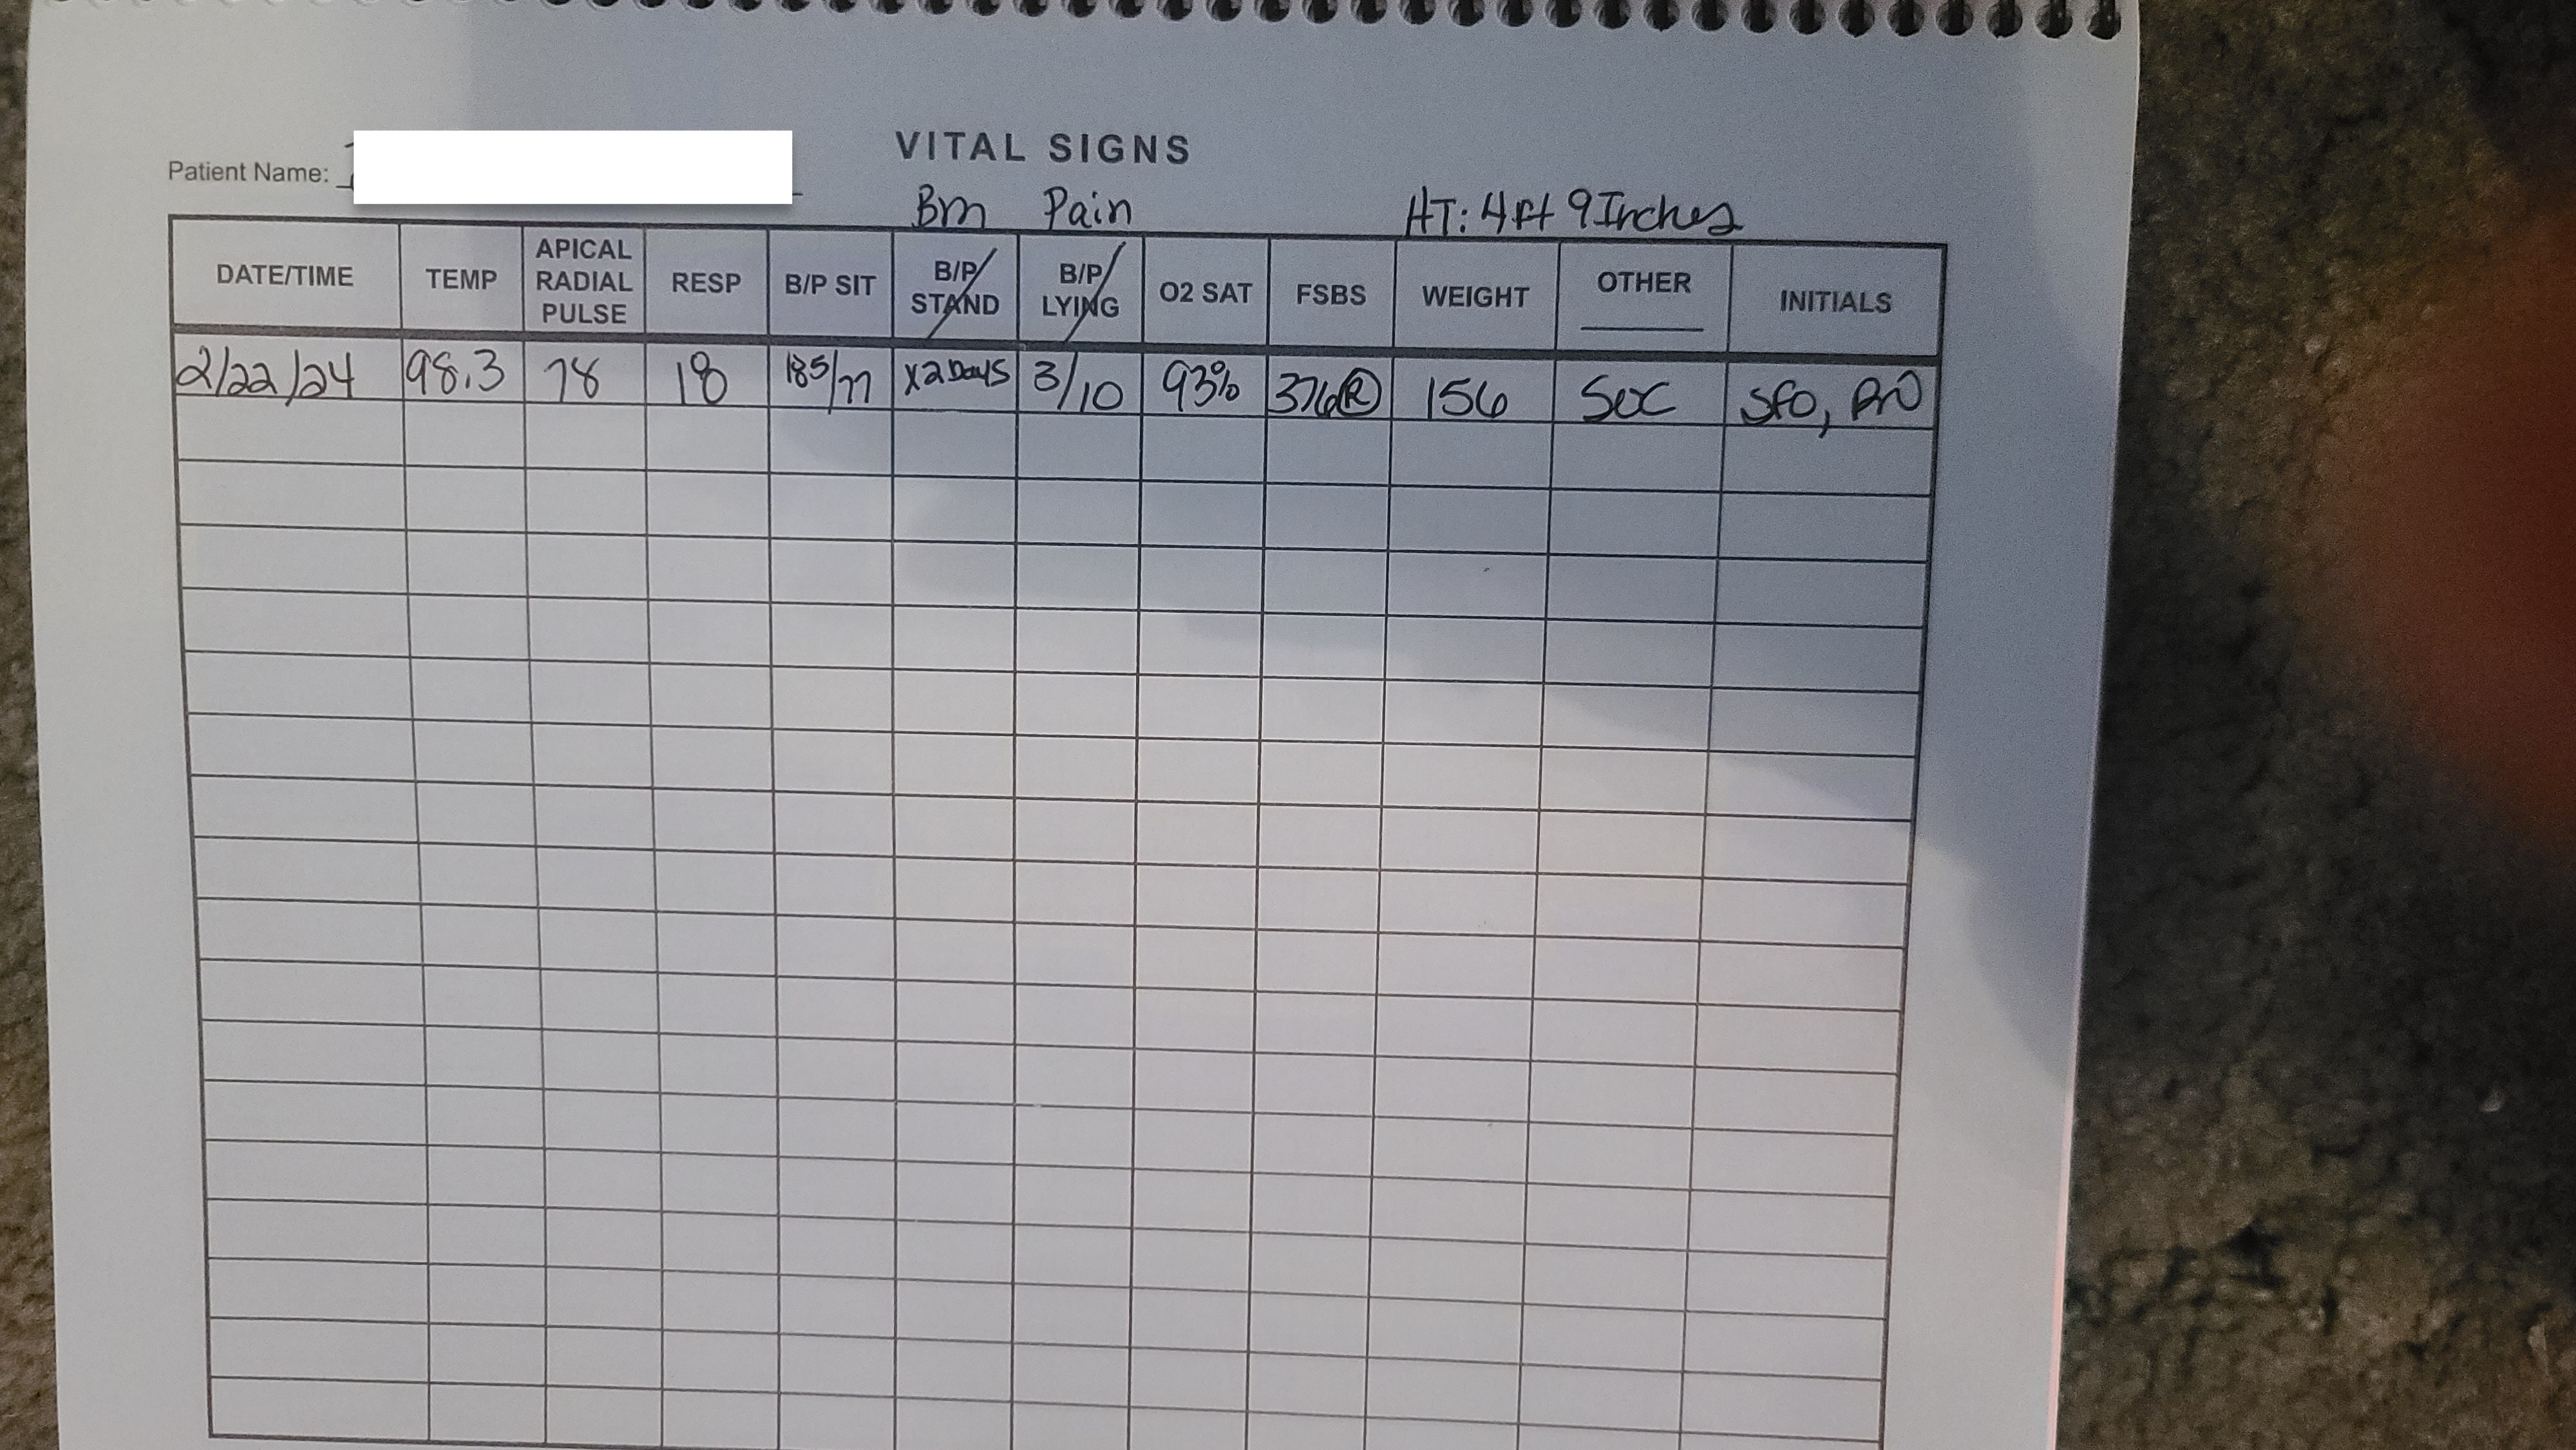 VITAL SIGNS
Patient Name:
Bm Pain HT: 4 Ft 9 Inches
DATE/TIME TEMP APICAL RADIAL PULSE RESP B/P SIT B/P STAND B/P LYING O2 SAT FSBS WEIGHT OTHER INITIALS
2/22/24 98.3 78 18 185/77 x2 Days 3/10 93% 376 Ⓡ 156 SOC SFO, RN